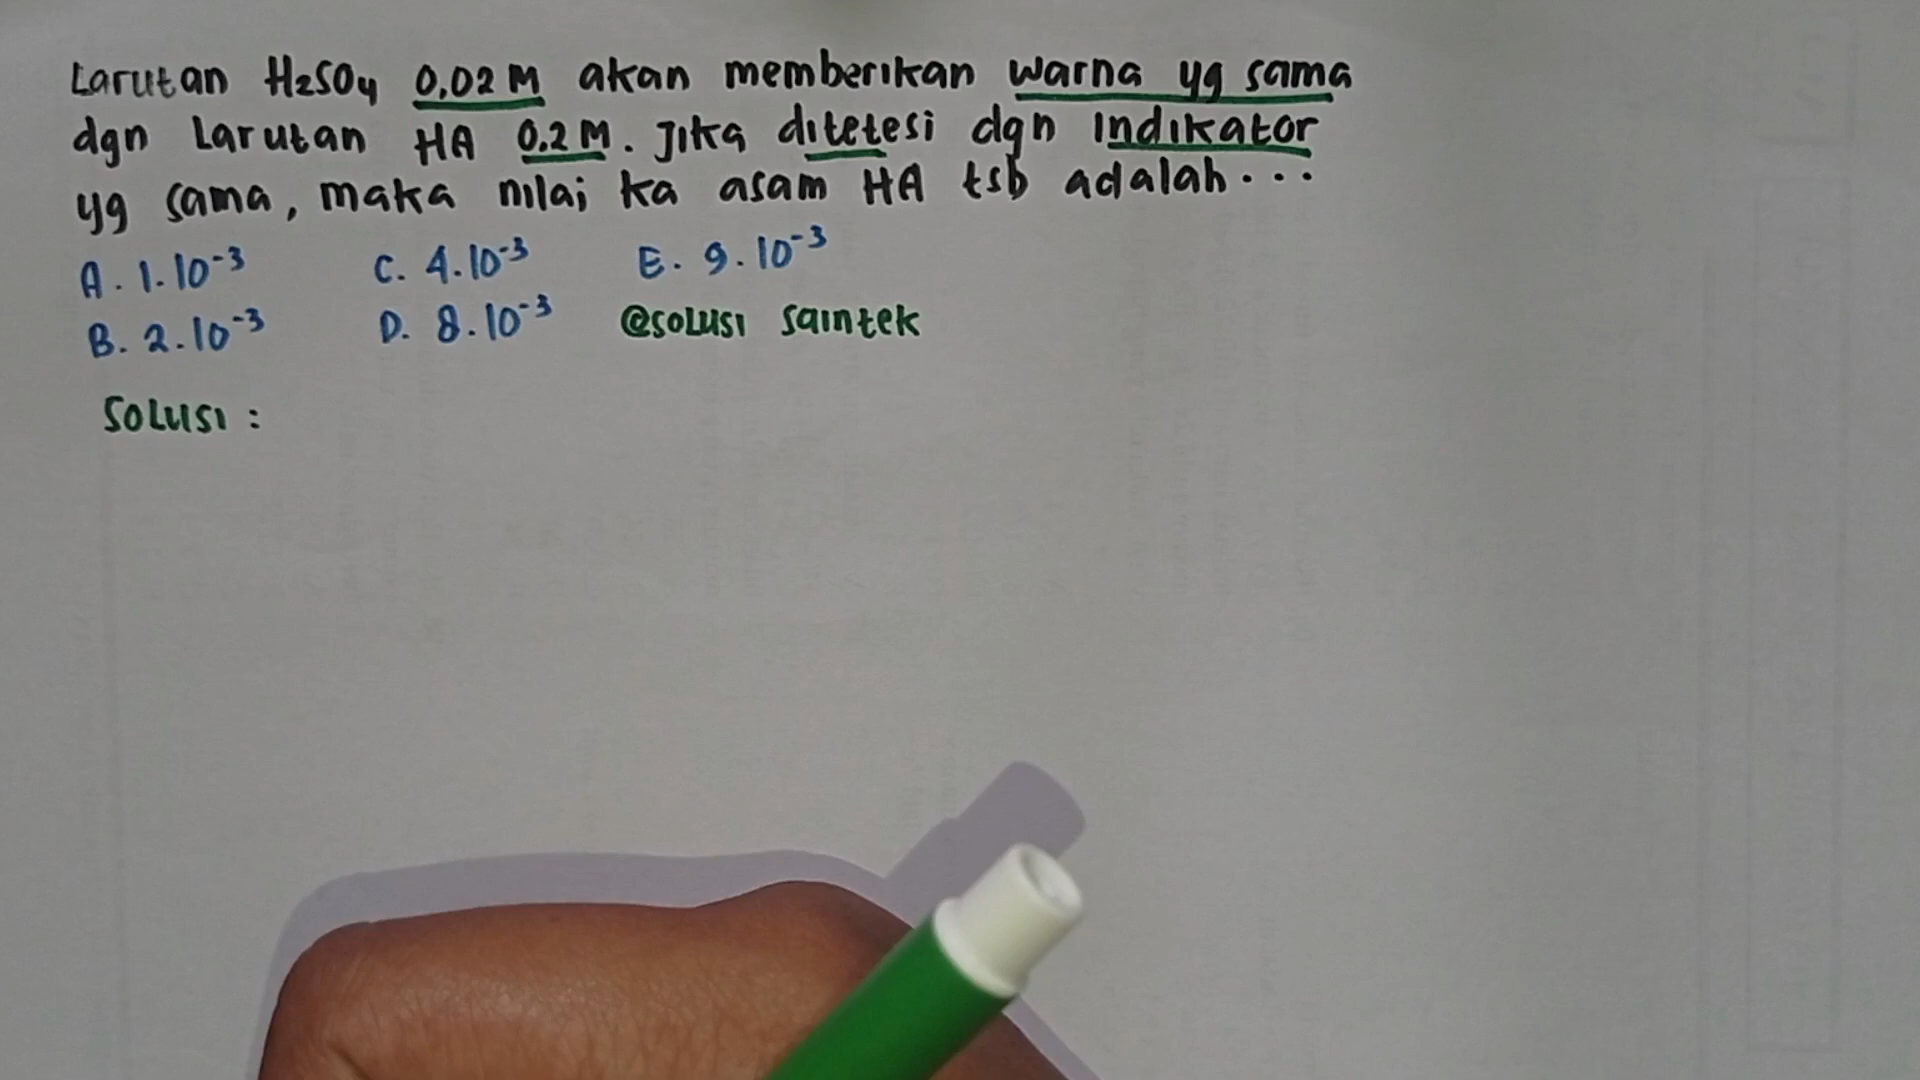 Larutan H₂SO₄ 0,02 M akan memberikan warna yg sama
dgn Larutan HA 0.2 M. Jika ditetesi dgn Indikator
yg sama, maka nilai ka asam HA tsb adalah...
A. 1.10⁻³ C. 4.10⁻³ E. 9.10⁻³
B. 2.10⁻³ D. 8.10⁻³ @solusi saintek
Solusi :